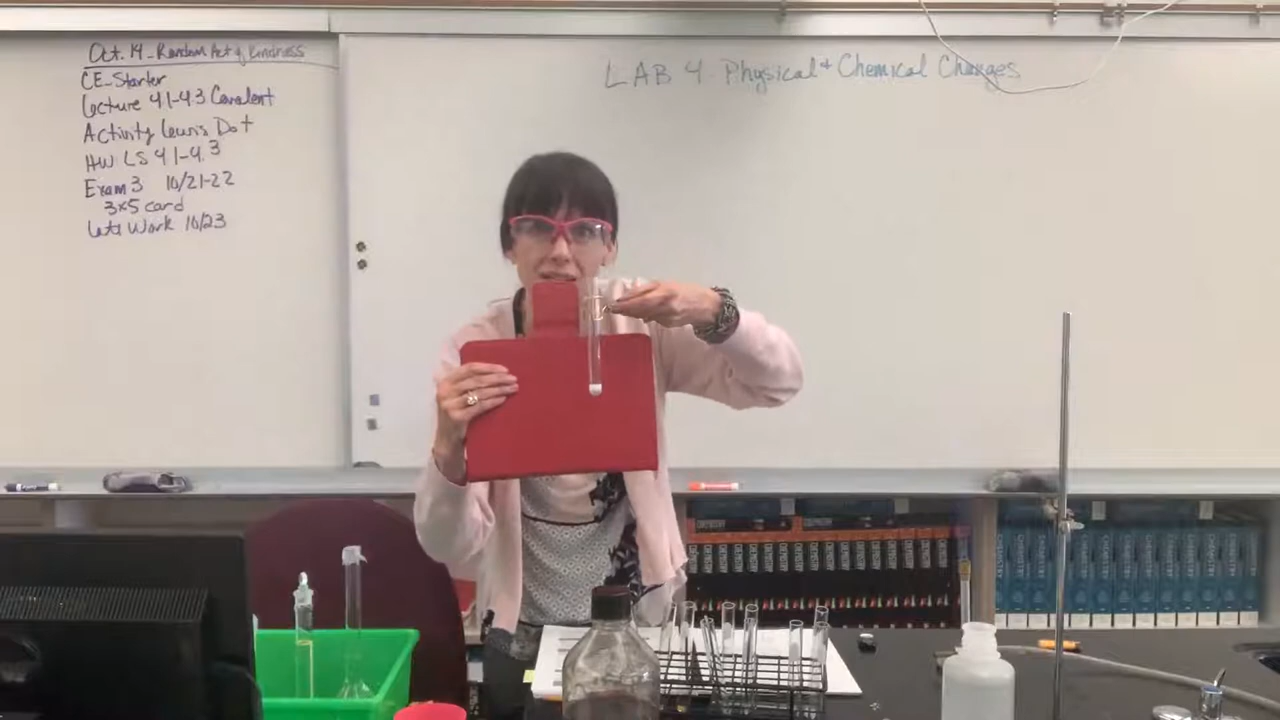 Oct. 14 - Random Act of Kindness
CE-Starter
Lecture 4.1-4.3 Covalent
Activity Lewis Dot
HW LS 4.1-4.3
Exam 3 10/21-22
3x5 card
Late Work 10/23
LAB 4 Physical + Chemical Changes